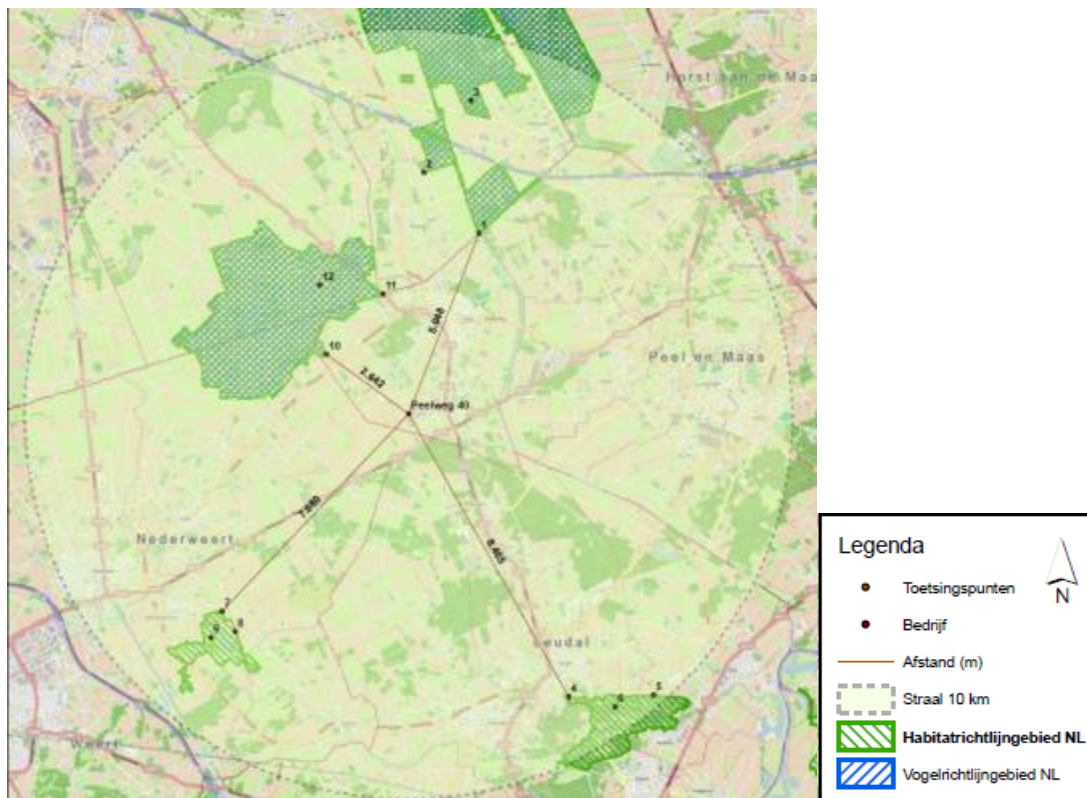 Horst aan de Maa
3
2
1
12
11
5.068
10
2.642
Peel en Maas
Peelweg 40
7.080
Nederweert
8.465
7
8
9
Leudal
4
5
6
Weert
Legenda
N
Toetsingspunten
Bedrijf
Afstand (m)
Straal 10 km
Habitatrichtlijngebied NL
Vogelrichtlijngebied NL